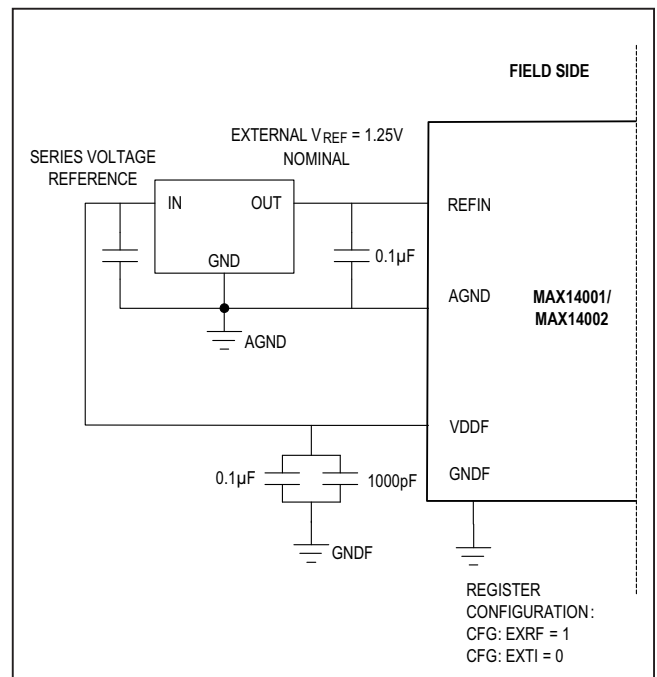 FIELD SIDE
EXTERNAL VREF = 1.25V
NOMINAL
SERIES VOLTAGE
REFERENCE
IN
OUT
GND
REFIN
0.1µF
AGND
MAX14001/
MAX14002
AGND
VDDF
GNDF
0.1µF
1000pF
GNDF
REGISTER
CONFIGURATION:
CFG: EXRF = 1
CFG: EXTI = 0